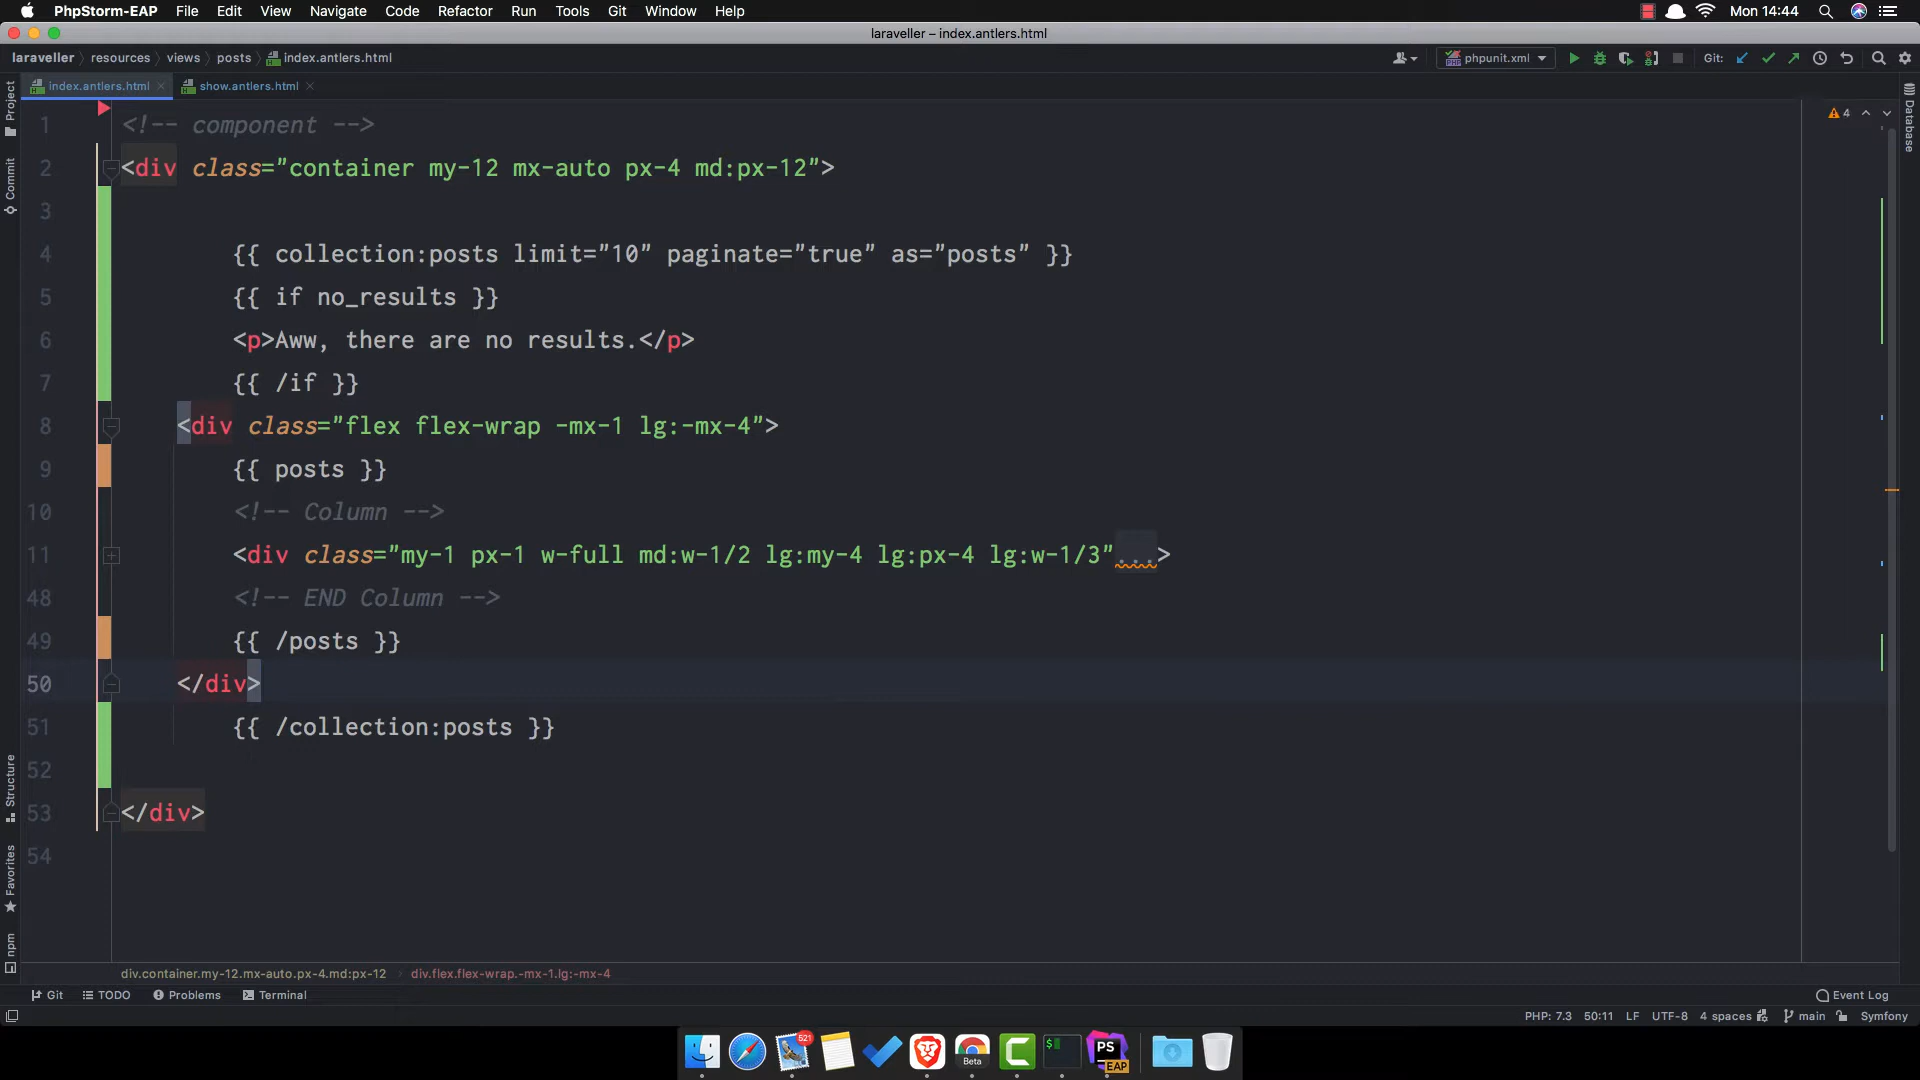 PhpStorm-EAP File Edit View Navigate Code Refactor Run Tools Git Window Help Mon 14:44
laraveller – index.antlers.html
laraveller resources views posts index.antlers.html phpunit.xml Git:
index.antlers.html show.antlers.html
Project
Commit
Structure
Favorites
npm
Database
4
1 <!-- component -->
2 <div class="container my-12 mx-auto px-4 md:px-12">
3
4 {{ collection:posts limit="10" paginate="true" as="posts" }}
5 {{ if no_results }}
6 <p>Aww, there are no results.</p>
7 {{ /if }}
8 <div class="flex flex-wrap -mx-1 lg:-mx-4">
9 {{ posts }}
10 <!-- Column -->
11 <div class="my-1 px-1 w-full md:w-1/2 lg:my-4 lg:px-4 lg:w-1/3"...>
48 <!-- END Column -->
49 {{ /posts }}
50 </div>
51 {{ /collection:posts }}
52
53 </div>
54
div.container.my-12.mx-auto.px-4.md:px-12 div.flex.flex-wrap.-mx-1.lg:-mx-4
Git TODO Problems Terminal Event Log
PHP: 7.3 50:11 LF UTF-8 4 spaces main Symfony
521
Beta
$
PS
EAP